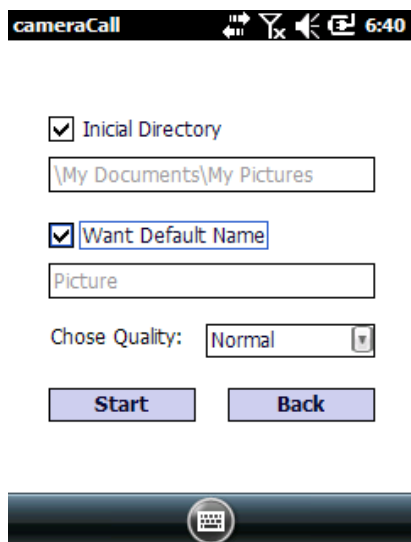 cameraCall 6:40
Inicial Directory
\My Documents\My Pictures
Want Default Name
Picture
Chose Quality: Normal
Start Back